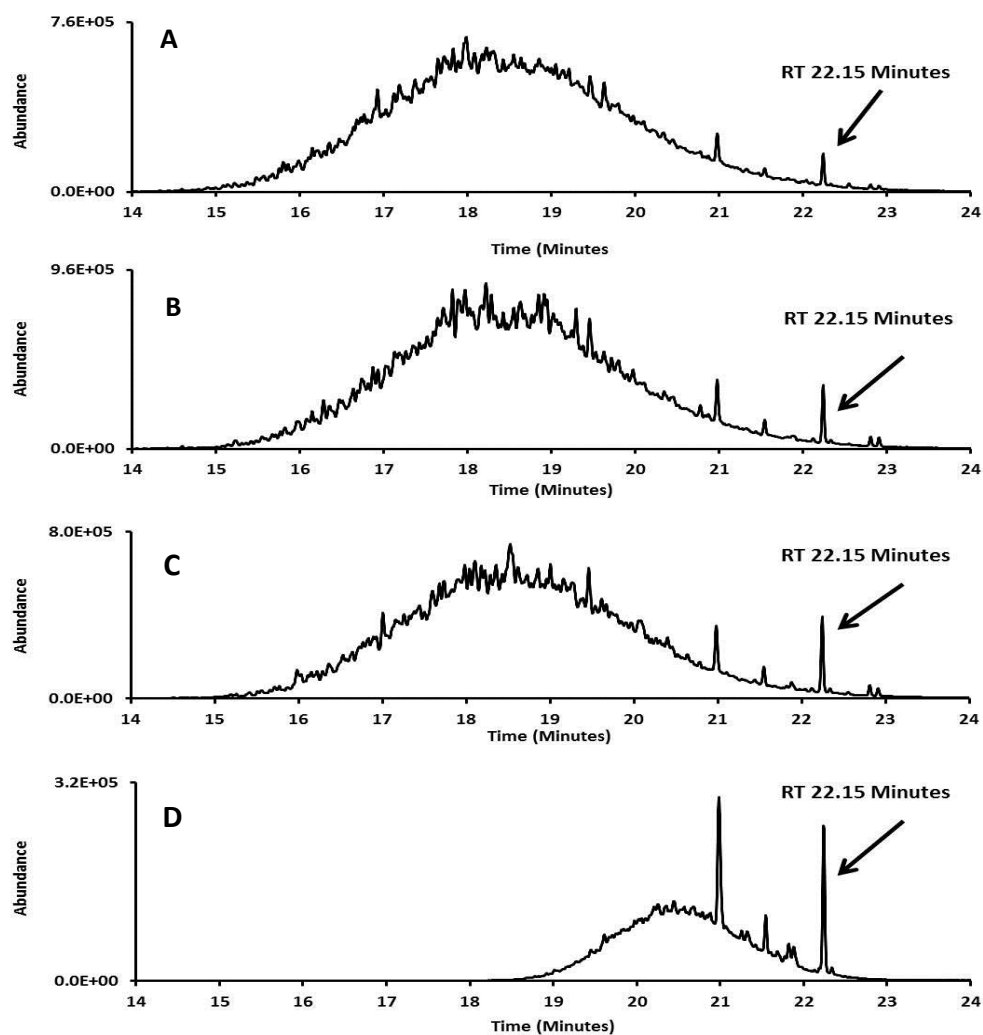 7.6E+05
A
RT 22.15 Minutes
Abundance
0.0E+00
14 15 16 17 18 19 20 21 22 23 24
Time (Minutes
9.6E+05
B
RT 22.15 Minutes
Abundance
0.0E+00
14 15 16 17 18 19 20 21 22 23 24
Time (Minutes)
8.0E+05
C
RT 22.15 Minutes
Abundance
0.0E+00
14 15 16 17 18 19 20 21 22 23 24
Time (Minutes)
3.2E+05
D
RT 22.15 Minutes
Abundance
0.0E+00
14 15 16 17 18 19 20 21 22 23 24
Time (Minutes)